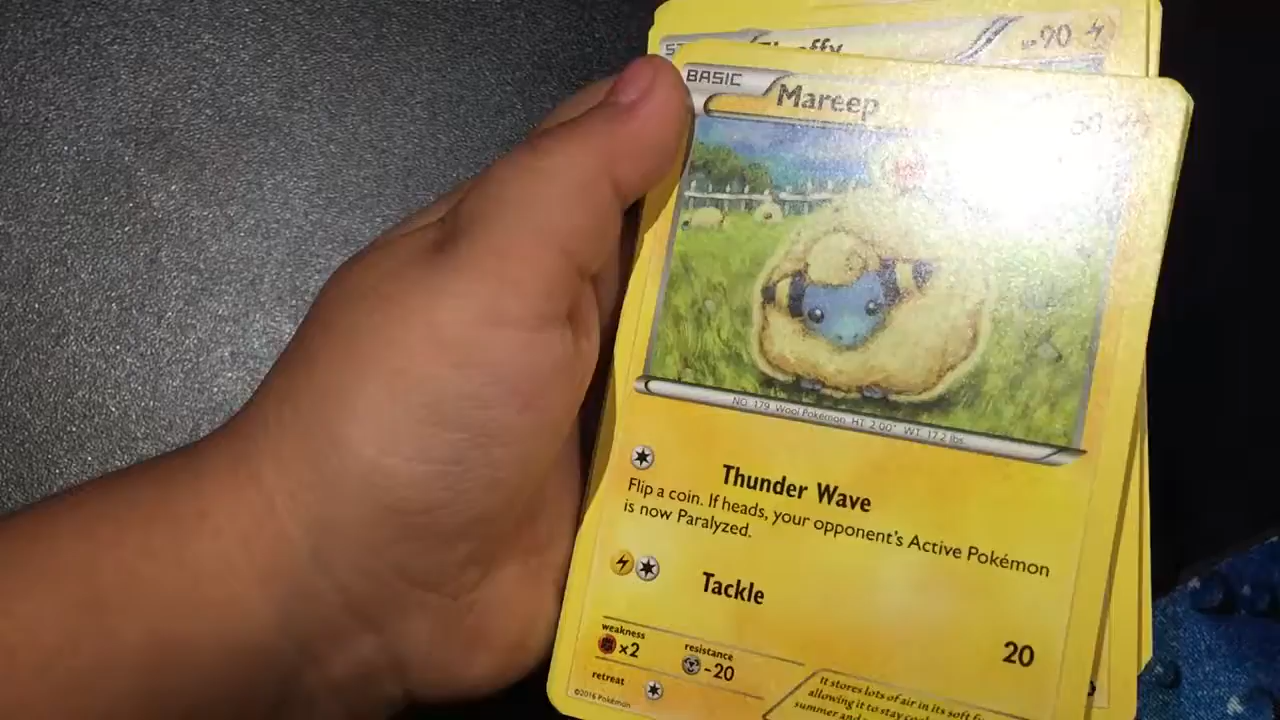 BASIC
Mareep
NO. 179 Wool Pokémon HT: 2'00" WT: 17.2 lbs.
Thunder Wave
Flip a coin. If heads, your opponent's Active Pokémon
is now Paralyzed.
Tackle
20
weakness
×2
resistance
-20
retreat
©2016 Pokémon
It stores lots of air in its soft
allowing it to stay
summer and
90